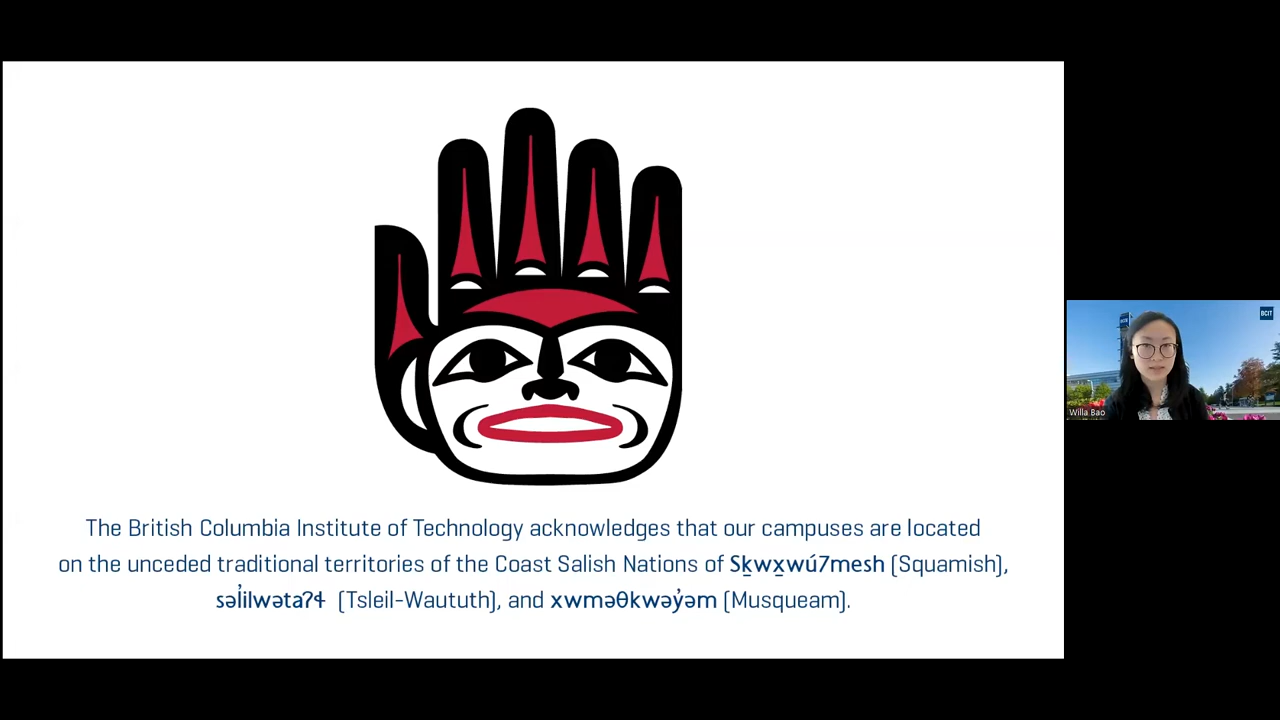 The British Columbia Institute of Technology acknowledges that our campuses are located
on the unceded traditional territories of the Coast Salish Nations of Sḵwx̱wú7mesh (Squamish),
səl̓ilwətaʔɬ (Tsleil-Waututh), and xwməθkwəy̓əm (Musqueam).
BCIT
Willa Bao